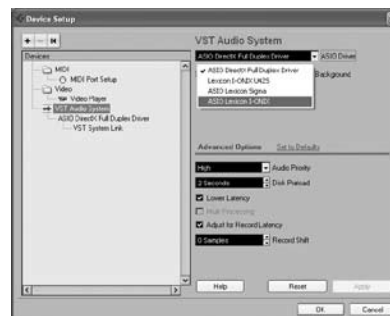 Device Setup
Devices
MIDI
MIDI Port Setup
Video
Video Player
VST Audio System
ASIO DirectX Full Duplex Driver
VST System Link
VST Audio System
ASIO DirectX Full Duplex Driver
ASIO Driver
ASIO DirectX Full Duplex Driver
Lexicon I-ONIX U42S
ASIO Lexicon Sigma
ASIO Lexicon I-ONIX
Background
Advanced Options
Set to Defaults
High
Audio Priority
2 Seconds
Disk Preload
Lower Latency
Multi Processing
Adjust for Record Latency
0 Samples
Record Shift
Help
Reset
Apply
OK
Cancel